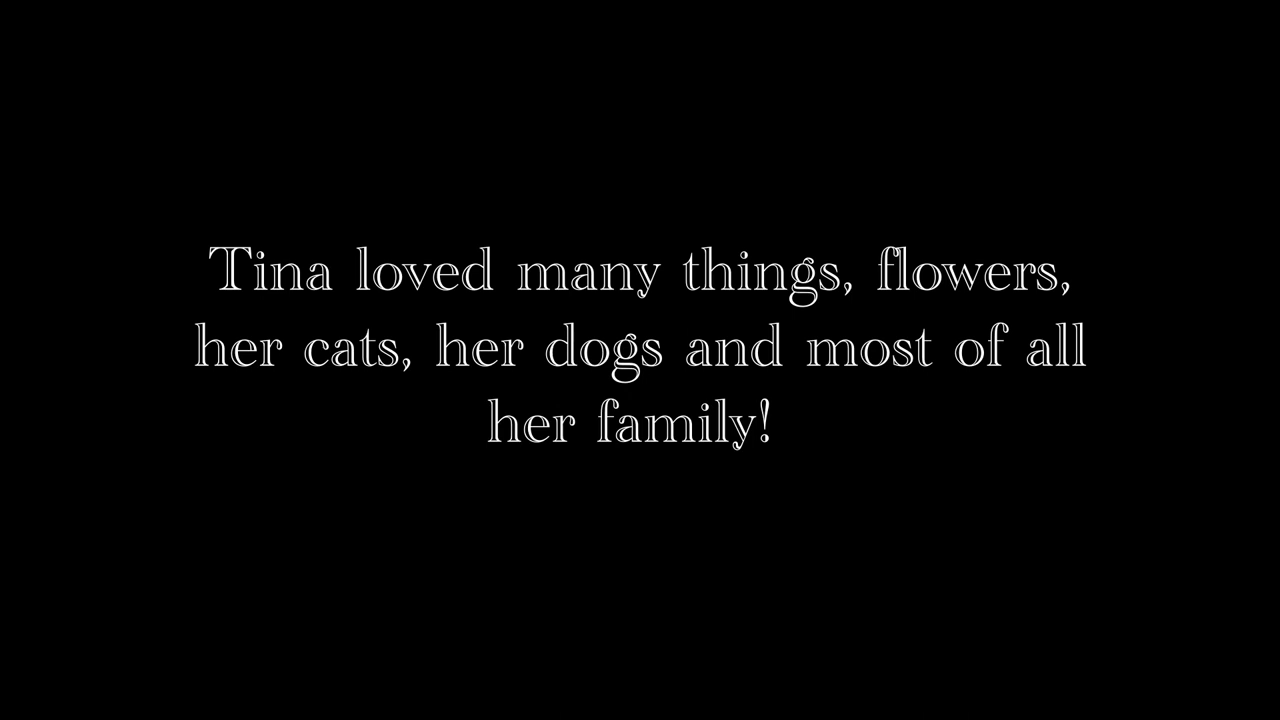 Tina loved many things, flowers,
her cats, her dogs and most of all
her family!